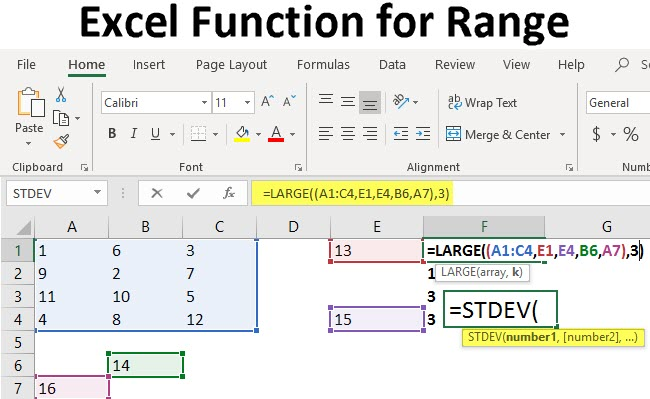 Excel Function for Range
File Home Insert Page Layout Formulas Data Review View Help
Calibri 11 A A ab Wrap Text General
Paste B I U A Merge & Center $ %
Clipboard Font Alignment
STDEV fx =LARGE((A1:C4,E1,E4,B6,A7),3)
A B C D E F G
1 1 6 3 13 =LARGE((A1:C4,E1,E4,B6,A7),3)
2 9 2 7 1 LARGE(array, k)
3 11 10 5 3 =STDEV(
4 4 8 12 15 3
5 STDEV(number1, [number2], ...)
6 14
7 16